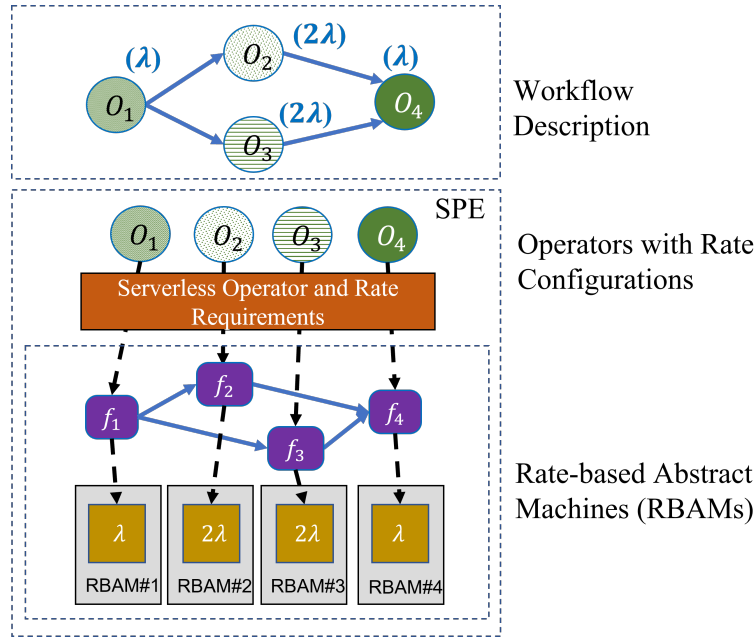 (λ)
(2λ)
(λ)
O₂
O₁
O₄
(2λ)
O₃
Workflow
Description
SPE
O₁
O₂
O₃
O₄
Operators with Rate
Configurations
Serverless Operator and Rate
Requirements
f₂
f₁
f₄
f₃
Rate-based Abstract
Machines (RBAMs)
λ
2λ
2λ
λ
RBAM#1
RBAM#2
RBAM#3
RBAM#4